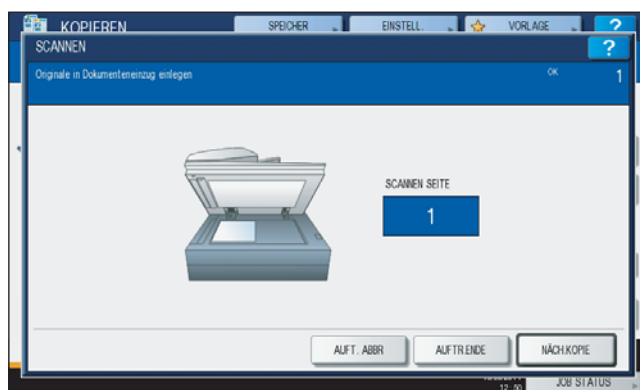 KOPIEREN SPEICHER EINSTELL. VORLAGE ?
SCANNEN ?
Originale in Dokumenteneinzug einlegen OK 1
SCANNEN SEITE
1
AUFT. ABBR AUFTR.ENDE NÄCH.KOPIE
JOB STATUS